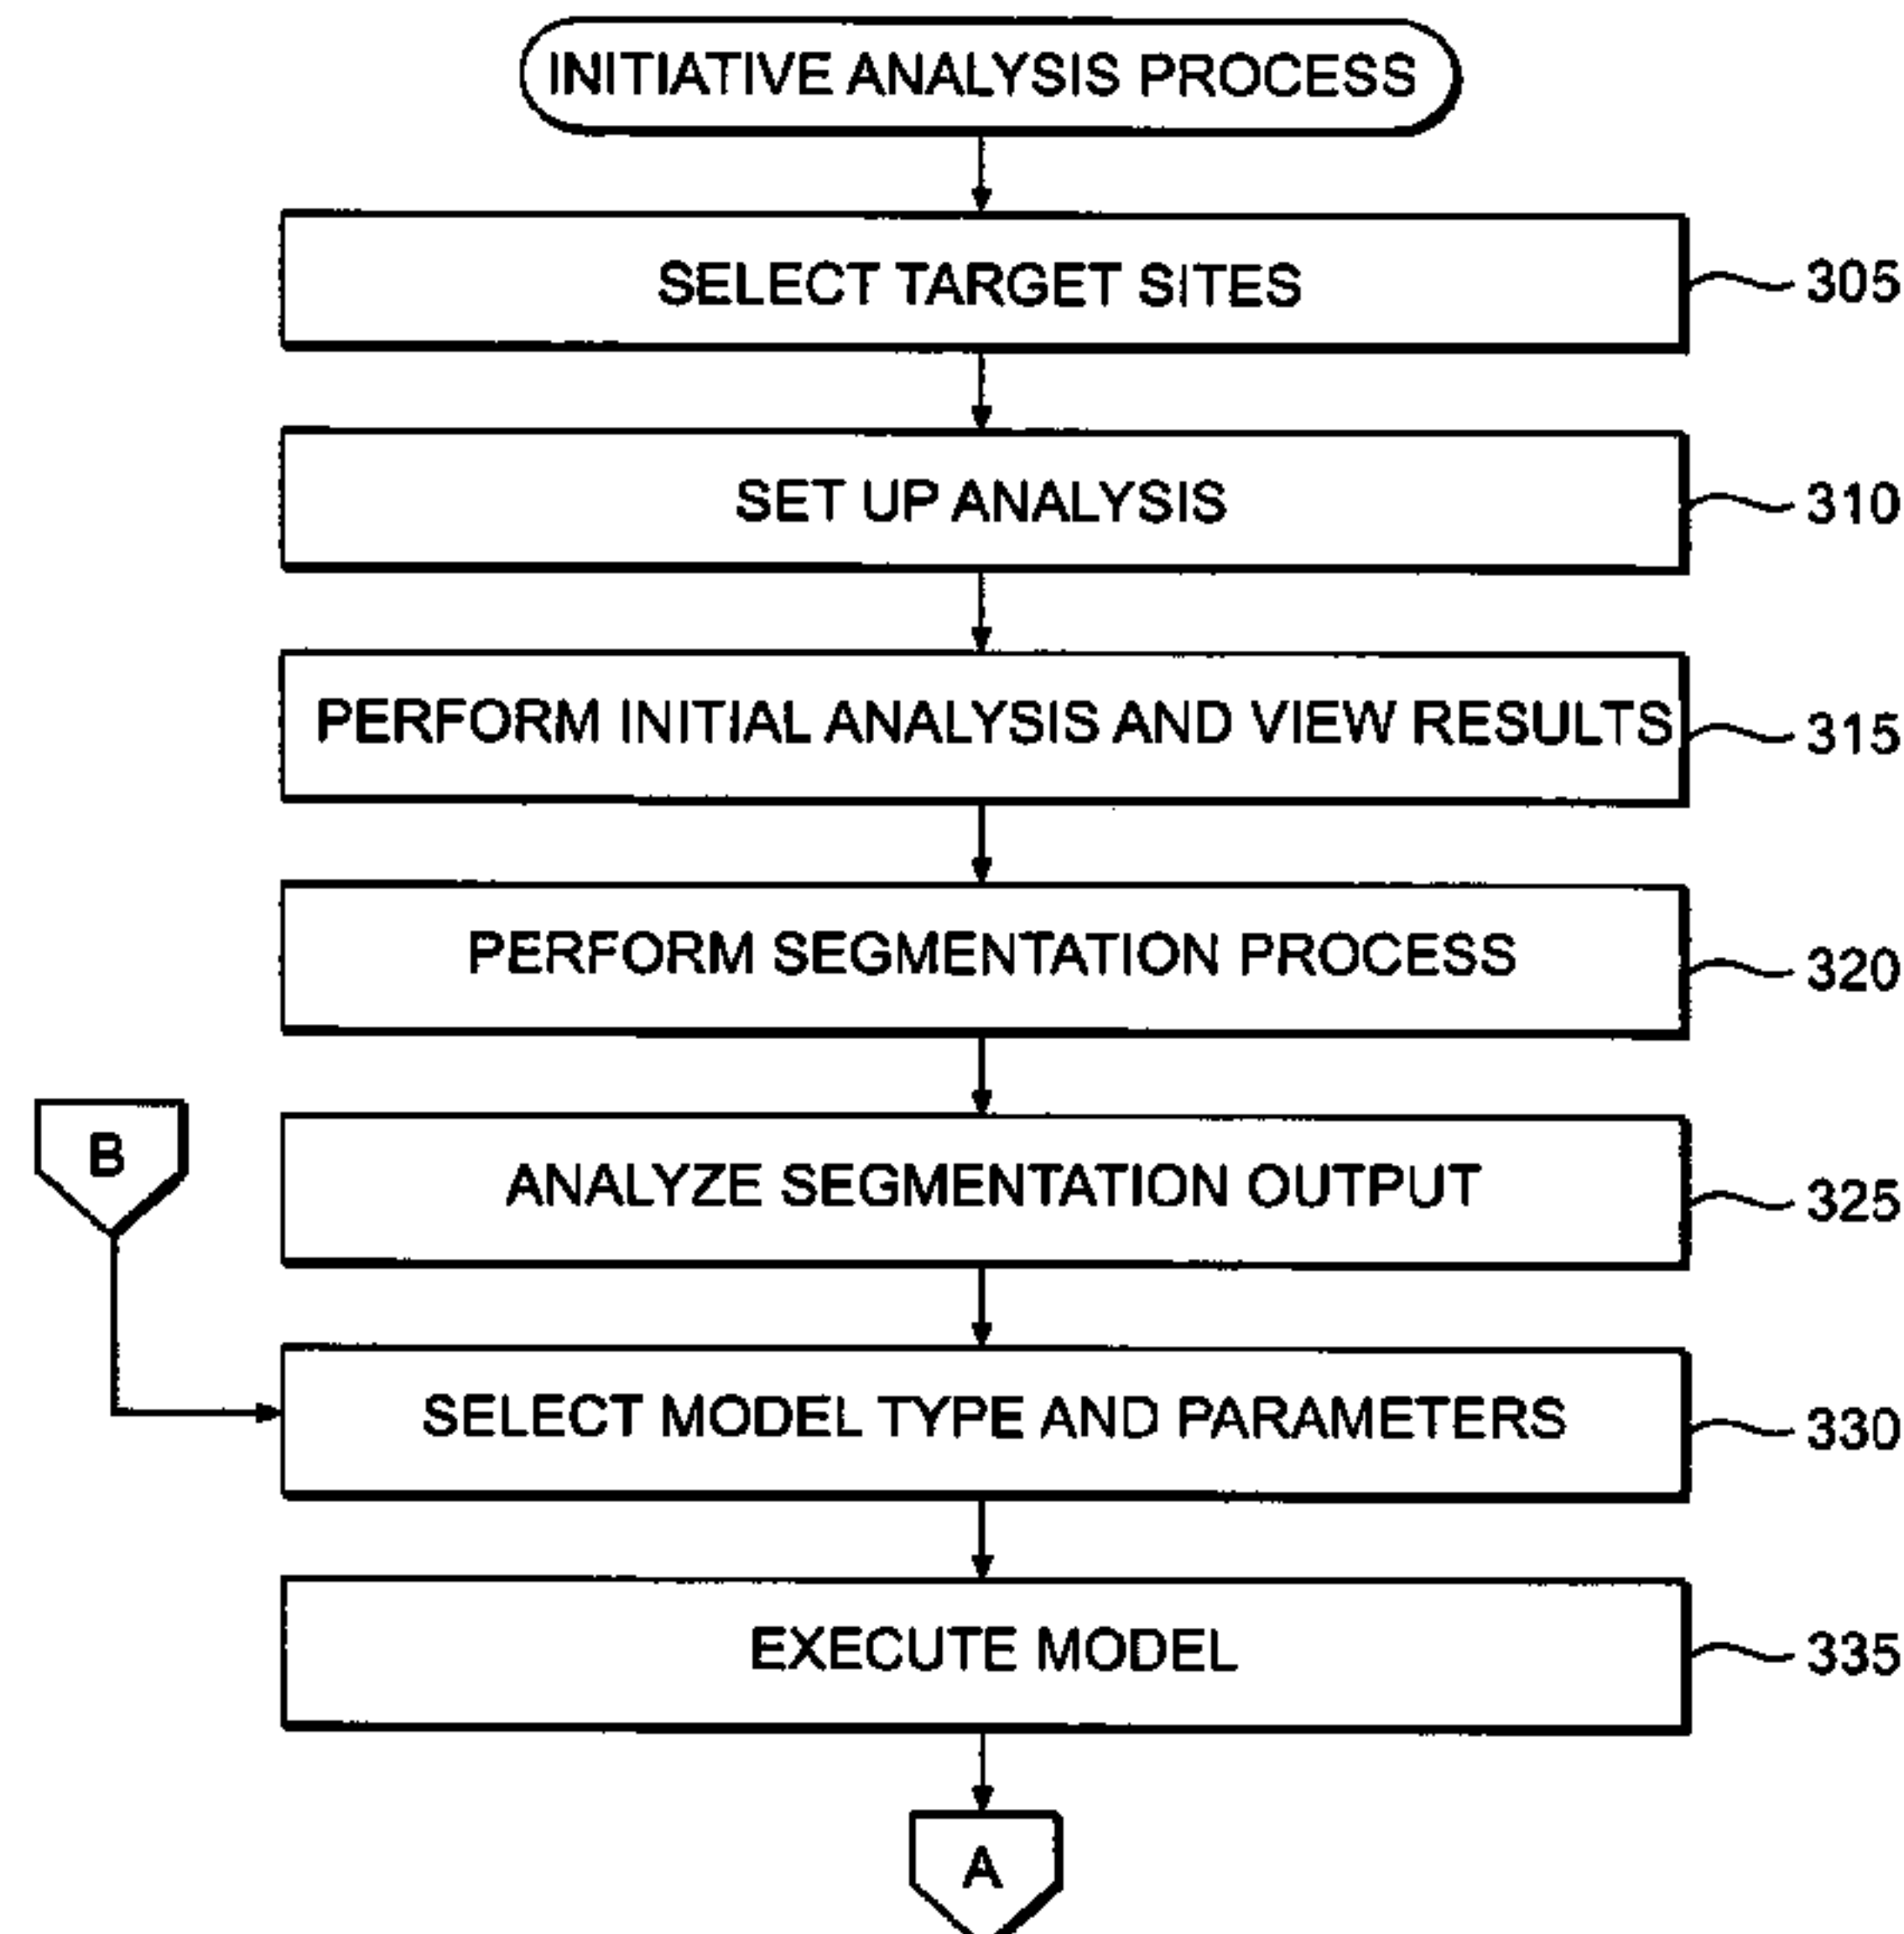 INITIATIVE ANALYSIS PROCESS
SELECT TARGET SITES
305
SET UP ANALYSIS
310
PERFORM INITIAL ANALYSIS AND VIEW RESULTS
315
PERFORM SEGMENTATION PROCESS
320
B
ANALYZE SEGMENTATION OUTPUT
325
SELECT MODEL TYPE AND PARAMETERS
330
EXECUTE MODEL
335
A